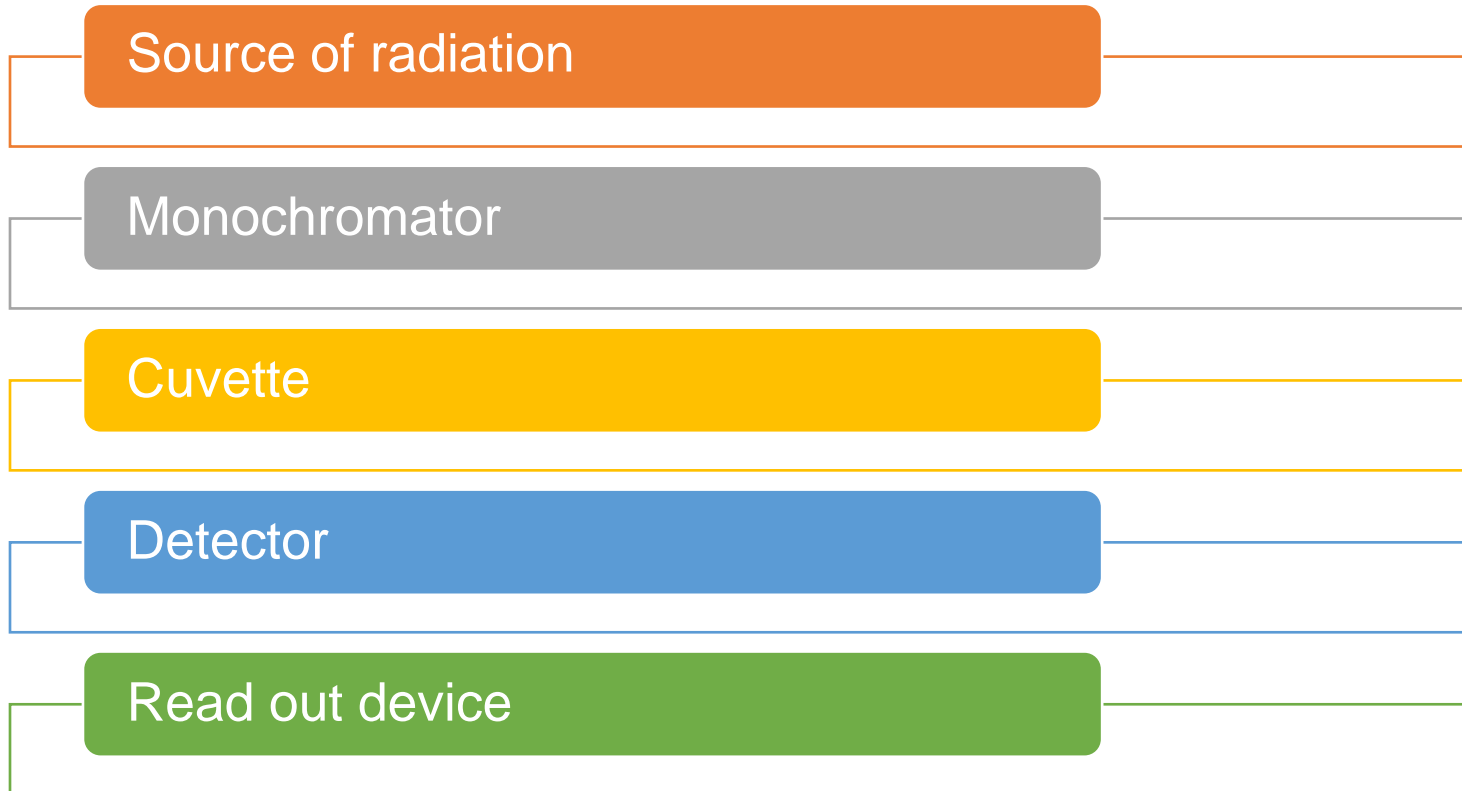 Source of radiation
Monochromator
Cuvette
Detector
Read out device